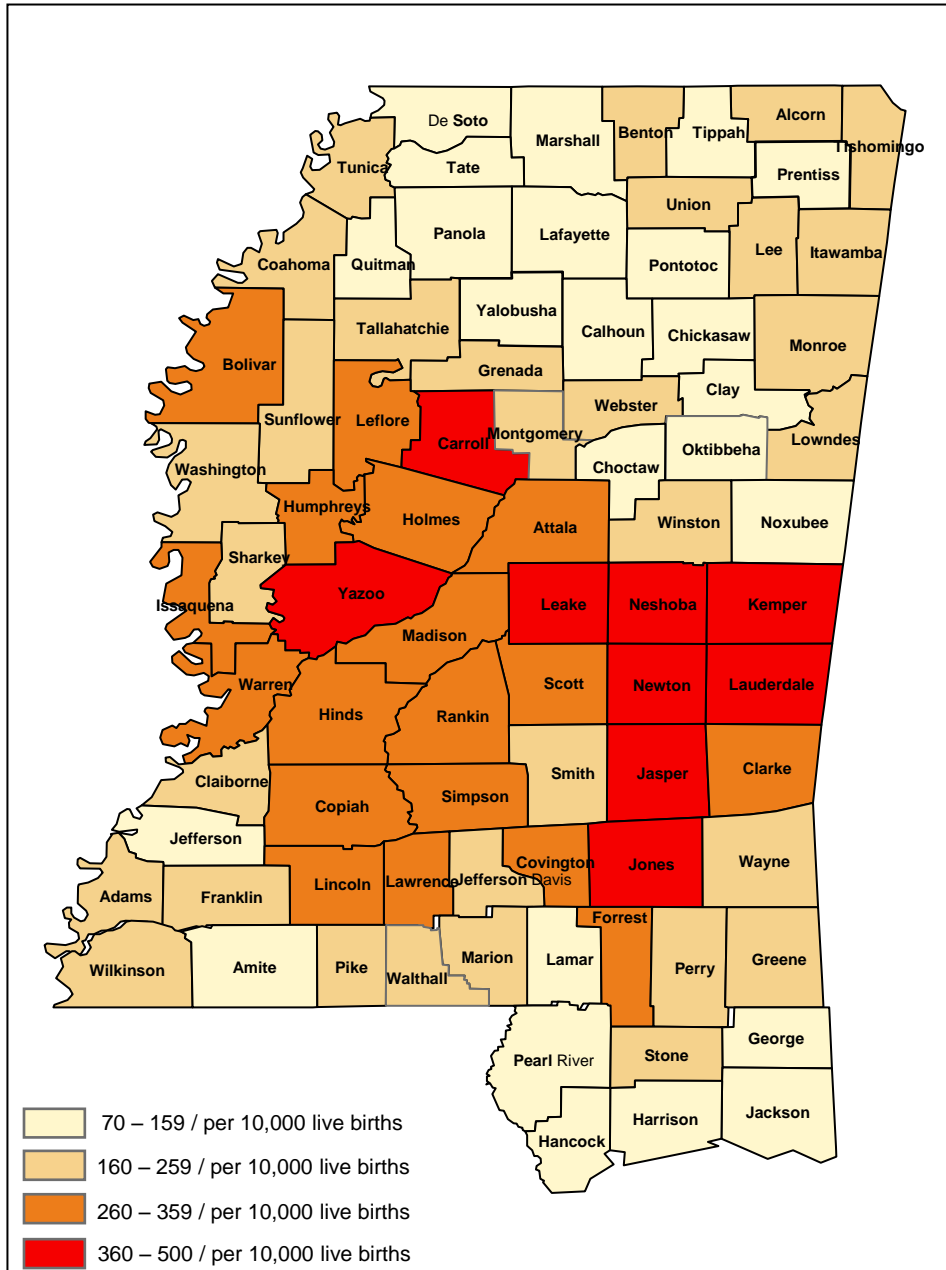 De Soto
Marshall
Benton
Tippah
Alcorn
Tishomingo
Tunica
Tate
Prentiss
Union
Panola
Lafayette
Coahoma
Quitman
Pontotoc
Lee
Itawamba
Yalobusha
Tallahatchie
Calhoun
Chickasaw
Monroe
Bolivar
Grenada
Clay
Sunflower
Leflore
Webster
Montgomery
Carroll
Lowndes
Oktibbeha
Washington
Choctaw
Humphreys
Holmes
Attala
Winston
Noxubee
Sharkey
Yazoo
Issaquena
Leake
Neshoba
Kemper
Madison
Warren
Scott
Newton
Lauderdale
Hinds
Rankin
Claiborne
Smith
Jasper
Clarke
Copiah
Simpson
Jefferson
Covington
Jones
Wayne
Adams
Franklin
Lincoln
Lawrence
Jefferson Davis
Forrest
Wilkinson
Amite
Pike
Walthall
Marion
Lamar
Perry
Greene
George
Pearl River
Stone
Hancock
Harrison
Jackson
70 – 159 / per 10,000 live births
160 – 259 / per 10,000 live births
260 – 359 / per 10,000 live births
360 – 500 / per 10,000 live births